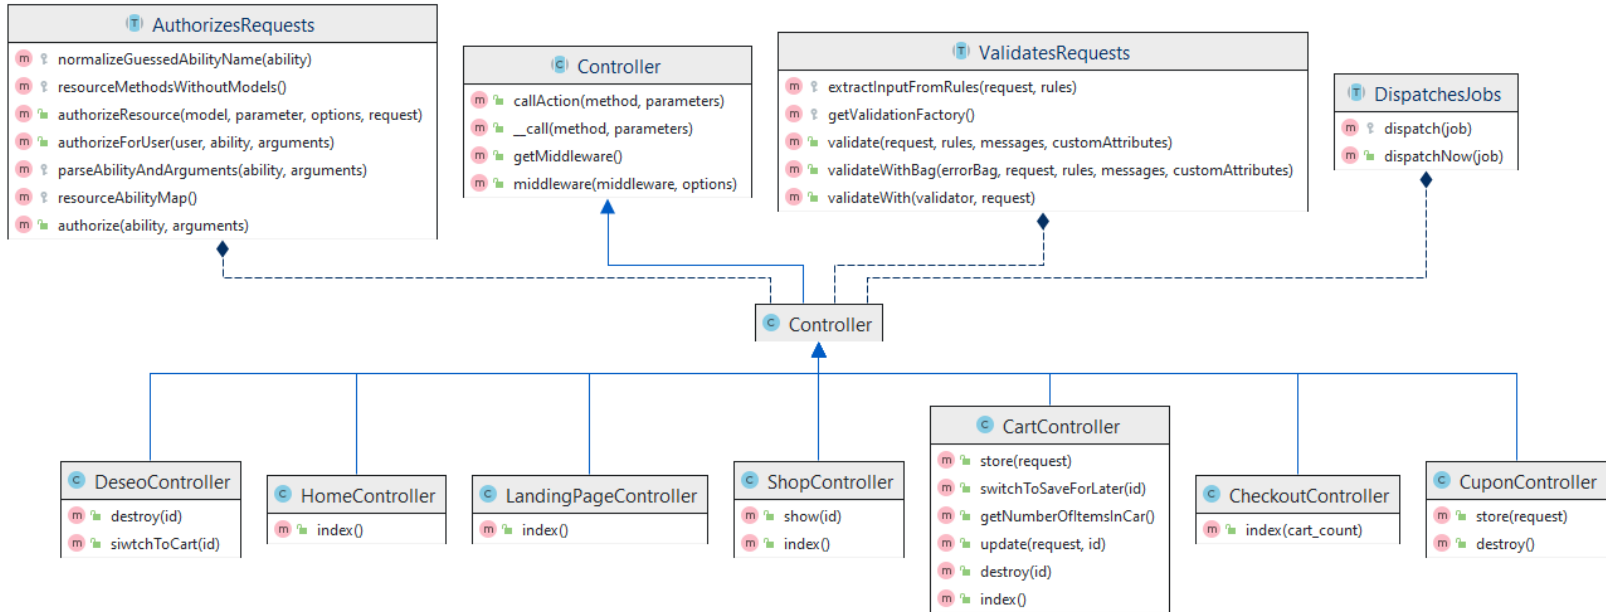 T AuthorizesRequests
m normalizeGuessedAbilityName(ability)
m resourceMethodsWithoutModels()
m authorizeResource(model, parameter, options, request)
m authorizeForUser(user, ability, arguments)
m parseAbilityAndArguments(ability, arguments)
m resourceAbilityMap()
m authorize(ability, arguments)
C Controller
m callAction(method, parameters)
m __call(method, parameters)
m getMiddleware()
m middleware(middleware, options)
T ValidatesRequests
m extractInputFromRules(request, rules)
m getValidationFactory()
m validate(request, rules, messages, customAttributes)
m validateWithBag(errorBag, request, rules, messages, customAttributes)
m validateWith(validator, request)
T DispatchesJobs
m dispatch(job)
m dispatchNow(job)
C Controller
C DeseoController
m destroy(id)
m siwtchToCart(id)
C HomeController
m index()
C LandingPageController
m index()
C ShopController
m show(id)
m index()
C CartController
m store(request)
m switchToSaveForLater(id)
m getNumberOfItemsInCar()
m update(request, id)
m destroy(id)
m index()
C CheckoutController
m index(cart_count)
C CuponController
m store(request)
m destroy()